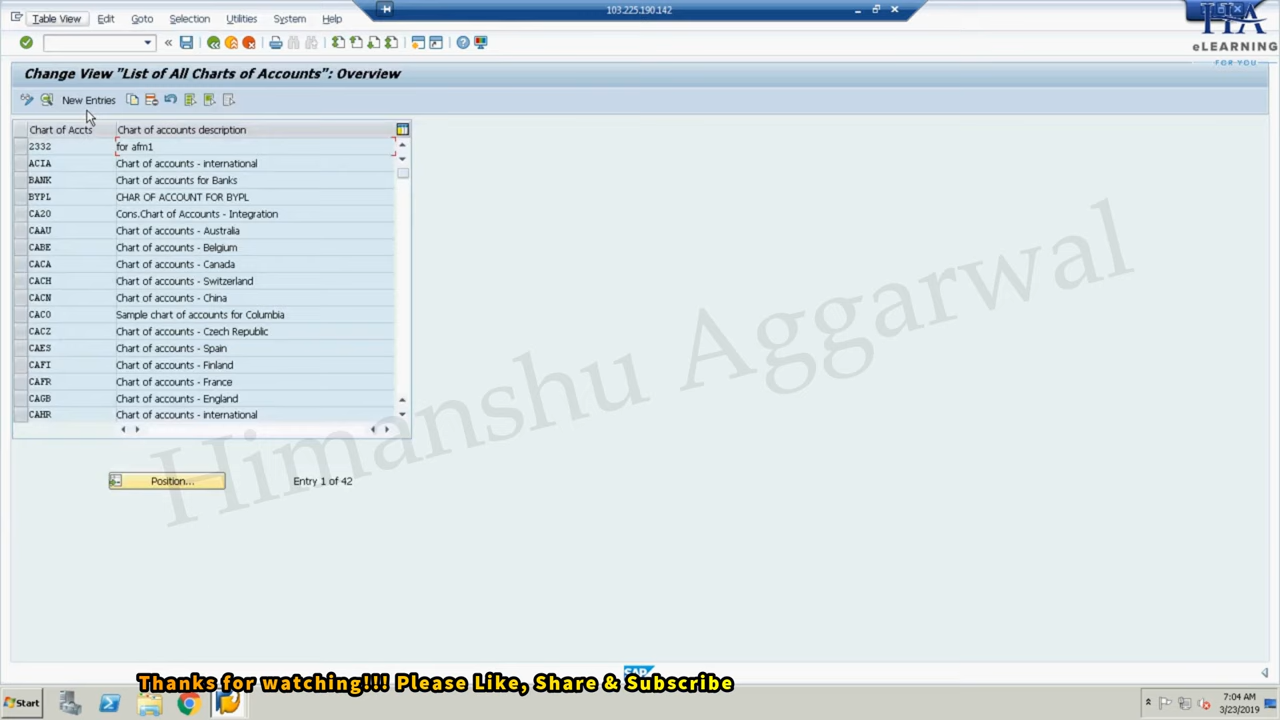 103.225.190.142
Table View Edit Goto Selection Utilities System Help
HA
eLEARNING
FOR YOU
Change View "List of All Charts of Accounts": Overview
New Entries
Chart of Accts Chart of accounts description
2332 for afm1
ACIA Chart of accounts - international
BANK Chart of accounts for Banks
BYPL CHAR OF ACCOUNT FOR BYPL
CA20 Cons.Chart of Accounts - Integration
CAAU Chart of accounts - Australia
CABE Chart of accounts - Belgium
CACA Chart of accounts - Canada
CACH Chart of accounts - Switzerland
CACN Chart of accounts - China
CACO Sample chart of accounts for Columbia
CACZ Chart of accounts - Czech Republic
CAES Chart of accounts - Spain
CAFI Chart of accounts - Finland
CAFR Chart of accounts - France
CAGB Chart of accounts - England
CAHR Chart of accounts - international
Position... Entry 1 of 42
Himanshu Aggarwal
SAP
Thanks for watching!!! Please Like, Share & Subscribe
Start
7:04 AM
3/23/2019